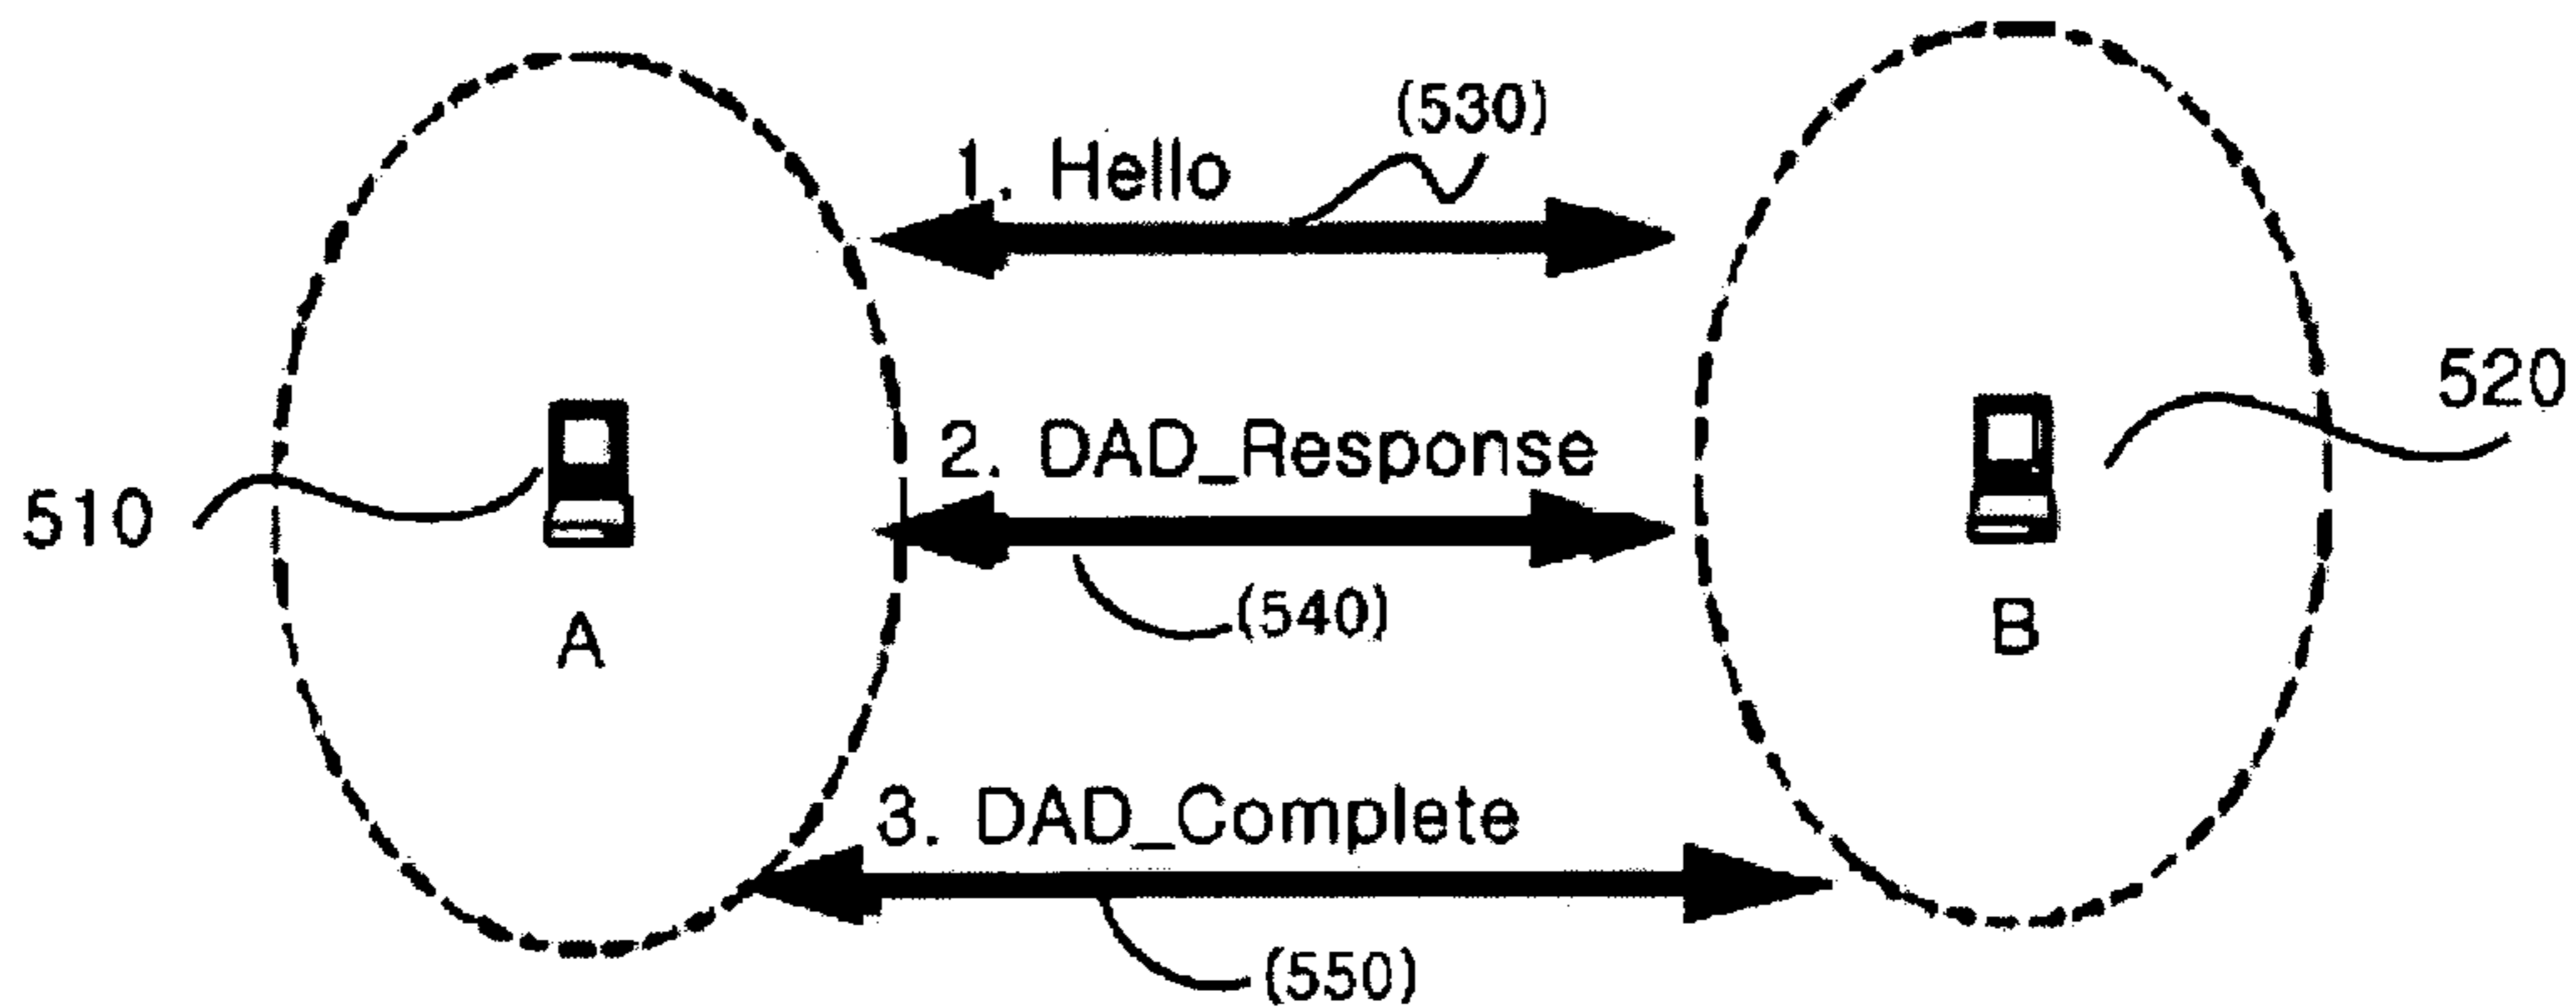 (530)
1. Hello
520
2. DAD_Response
510
(540)
A
B
3. DAD_Complete
(550)